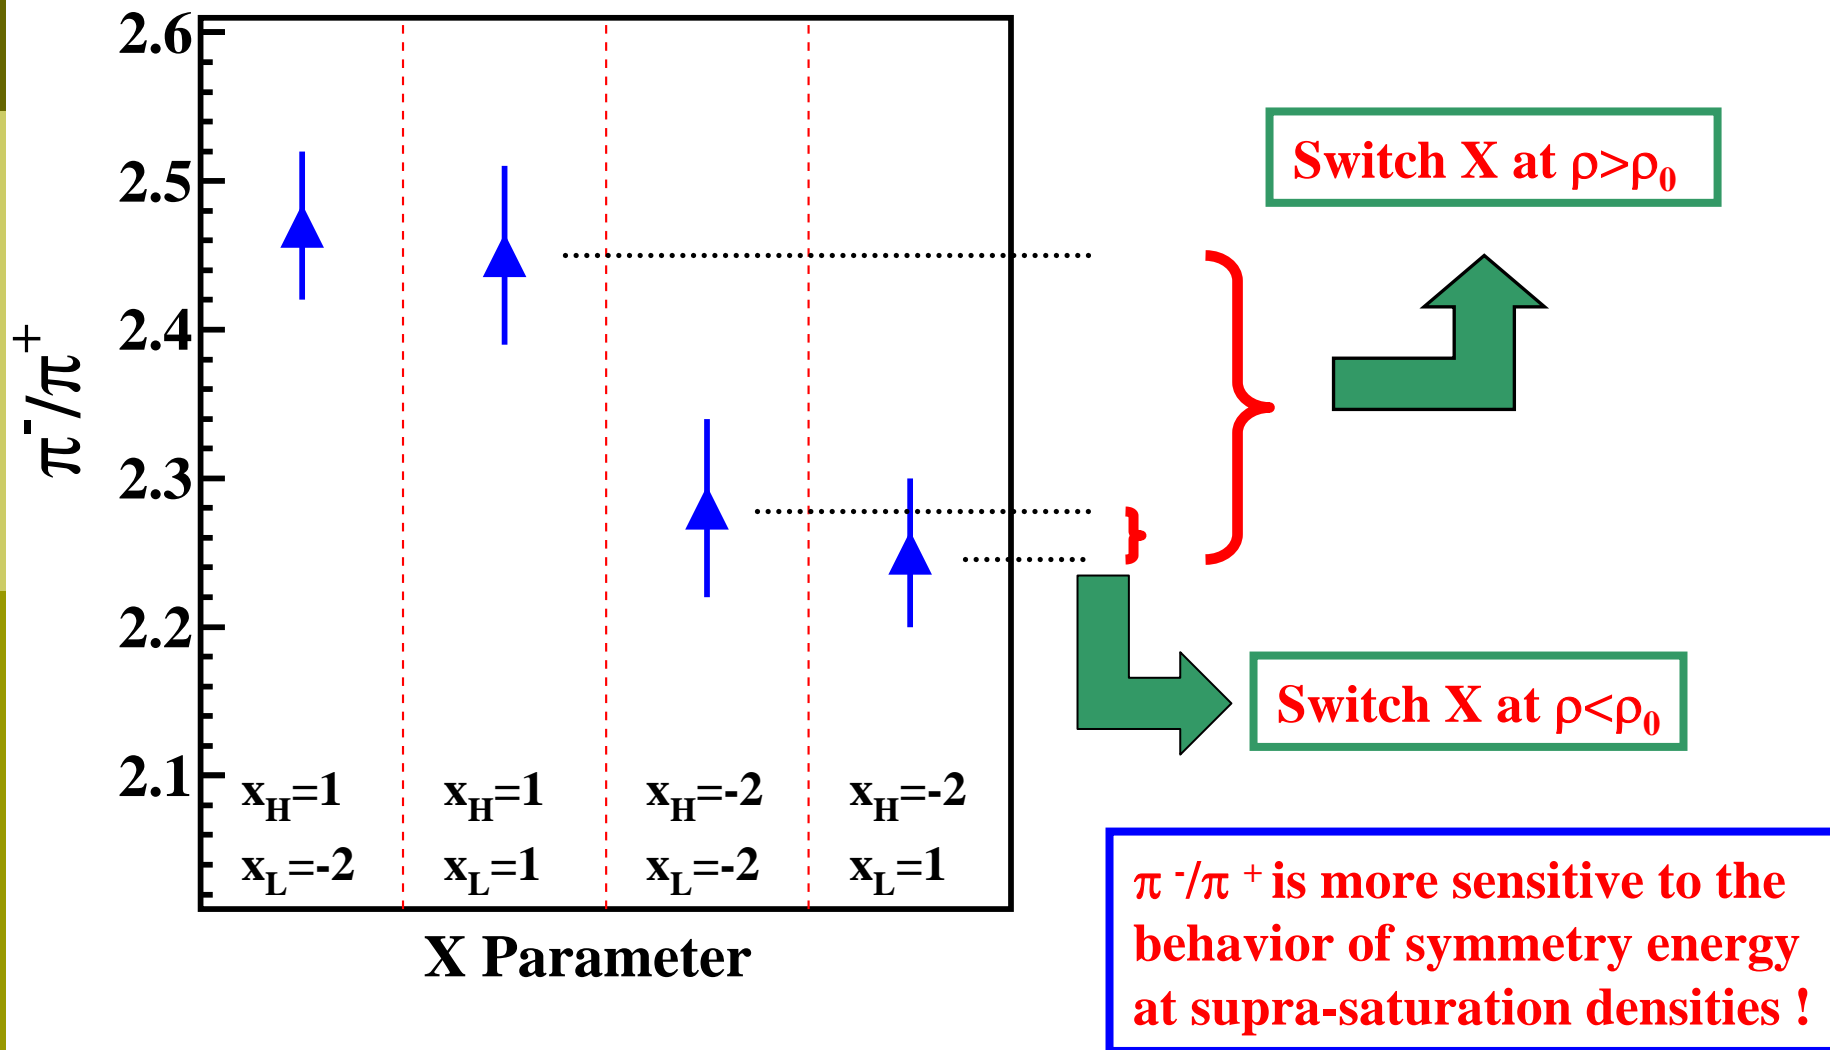 2.6
2.5
2.4
2.3
2.2
2.1
π⁻/π⁺
x_H=1
x_L=-2
x_H=1
x_L=1
x_H=-2
x_L=-2
x_H=-2
x_L=1
X Parameter
Switch X at ρ>ρ₀
Switch X at ρ<ρ₀
π ⁻/π ⁺ is more sensitive to the
behavior of symmetry energy
at supra-saturation densities !